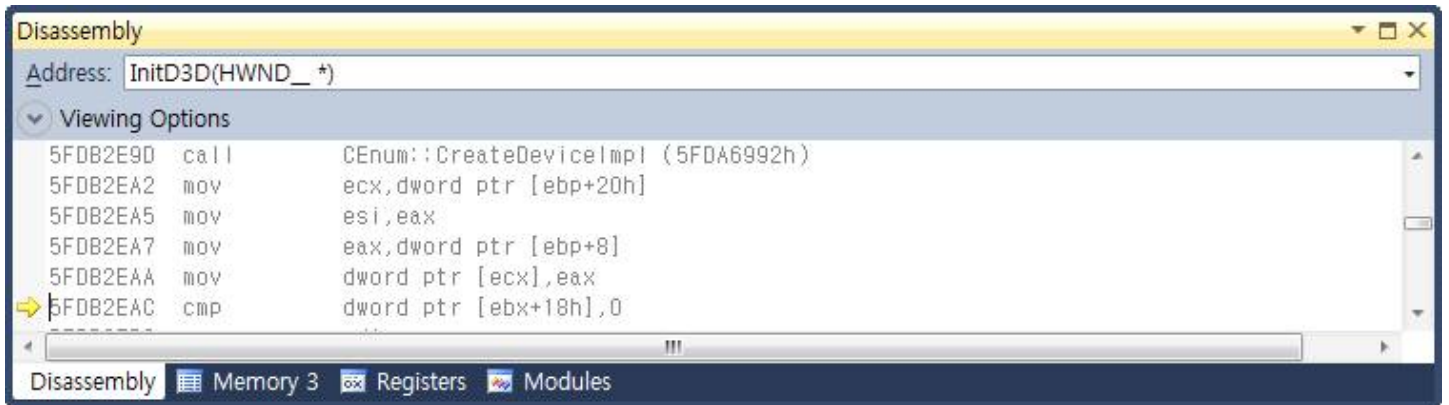 Disassembly
Address: InitD3D(HWND__ *)
Viewing Options
5FDB2E9D call CEnum::CreateDeviceImpl (5FDA6992h)
5FDB2EA2 mov ecx,dword ptr [ebp+20h]
5FDB2EA5 mov esi,eax
5FDB2EA7 mov eax,dword ptr [ebp+8]
5FDB2EAA mov dword ptr [ecx],eax
5FDB2EAC cmp dword ptr [ebx+18h],0
Disassembly Memory 3 Registers Modules